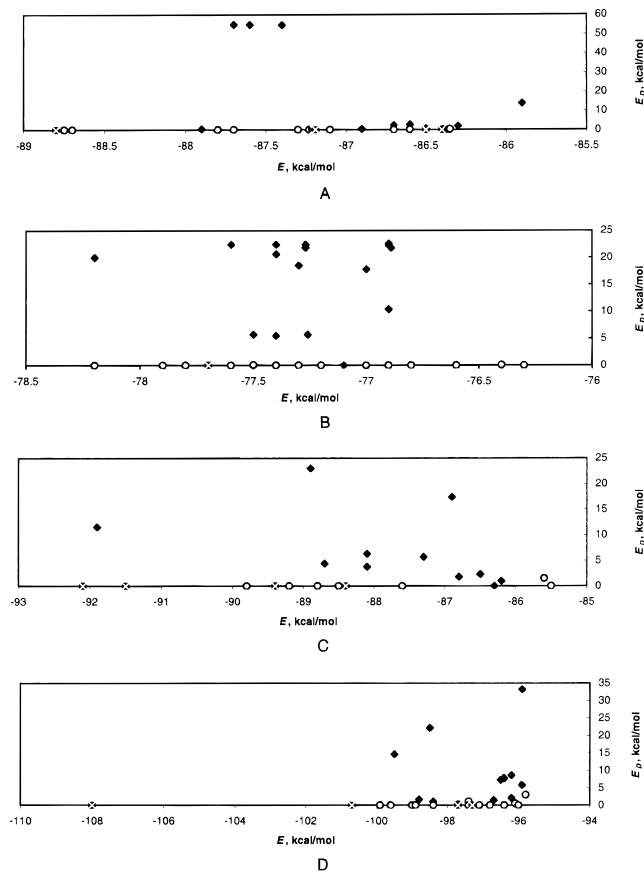 60
50
40
30
20
10
0
E_D, kcal/mol
-89 -88.5 -88 -87.5 -87 -86.5 -86 -85.5
E, kcal/mol
A
25
20
15
10
5
0
E_D, kcal/mol
-78.5 -78 -77.5 -77 -76.5 -76
E, kcal/mol
B
25
20
15
10
5
0
E_D, kcal/mol
-93 -92 -91 -90 -89 -88 -87 -86 -85
E, kcal/mol
C
35
30
25
20
15
10
5
0
E_D, kcal/mol
-110 -108 -106 -104 -102 -100 -98 -96 -94
E, kcal/mol
D